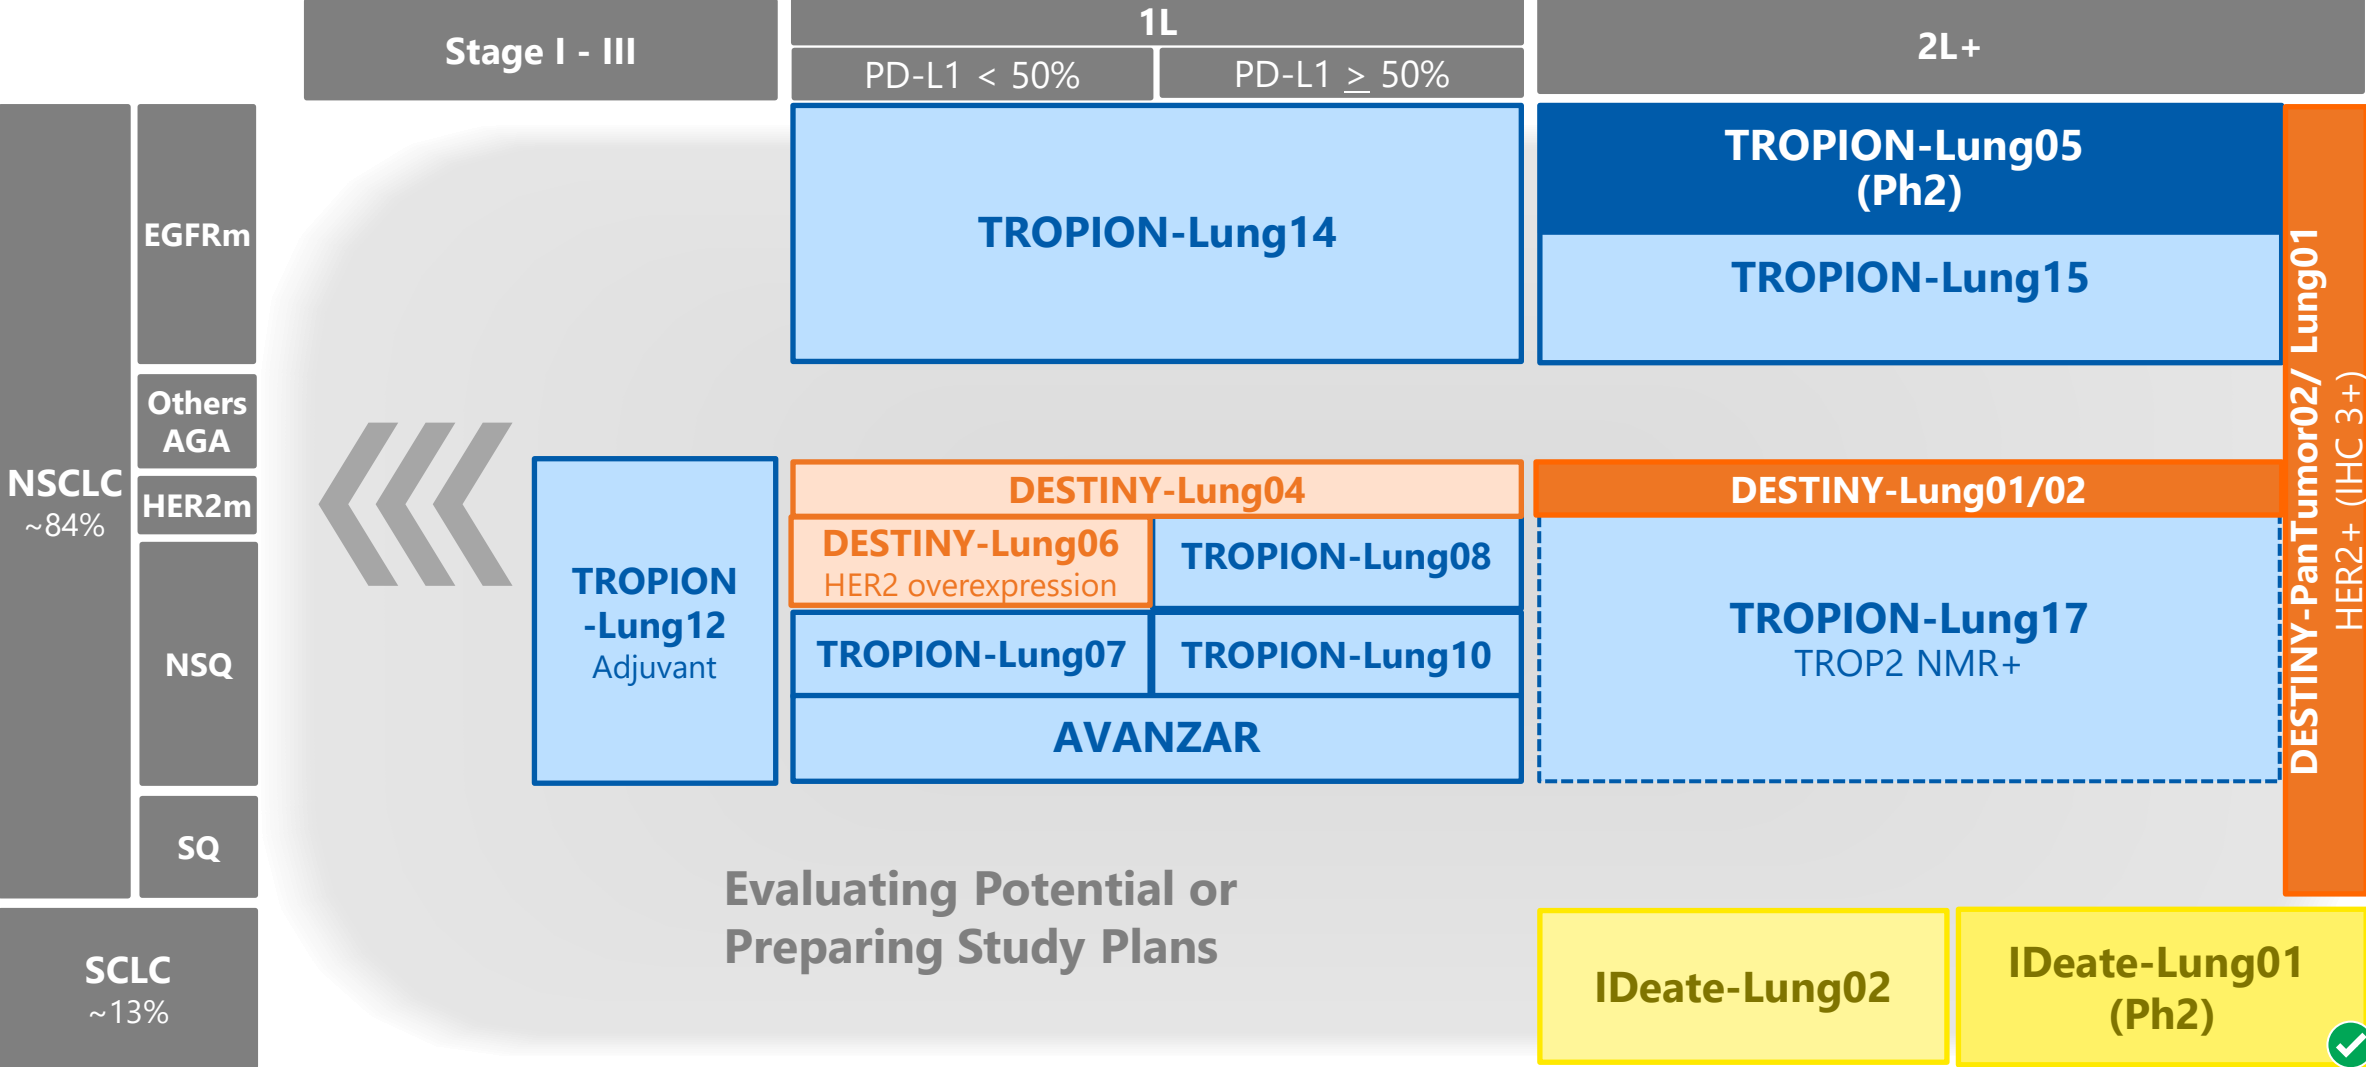 Stage I - III
1L
PD-L1 < 50%
PD-L1 ≥ 50%
2L+
NSCLC
~84%
EGFRm
Others
AGA
HER2m
NSQ
SQ
SCLC
~13%
TROPION-Lung14
TROPION-Lung05
(Ph2)
TROPION-Lung15
DESTINY-PanTumor02/ Lung01
HER2+ (IHC 3+)
TROPION
-Lung12
Adjuvant
DESTINY-Lung04
DESTINY-Lung06
HER2 overexpression
TROPION-Lung08
TROPION-Lung07
TROPION-Lung10
AVANZAR
DESTINY-Lung01/02
TROPION-Lung17
TROP2 NMR+
Evaluating Potential or
Preparing Study Plans
IDeate-Lung02
IDeate-Lung01
(Ph2)